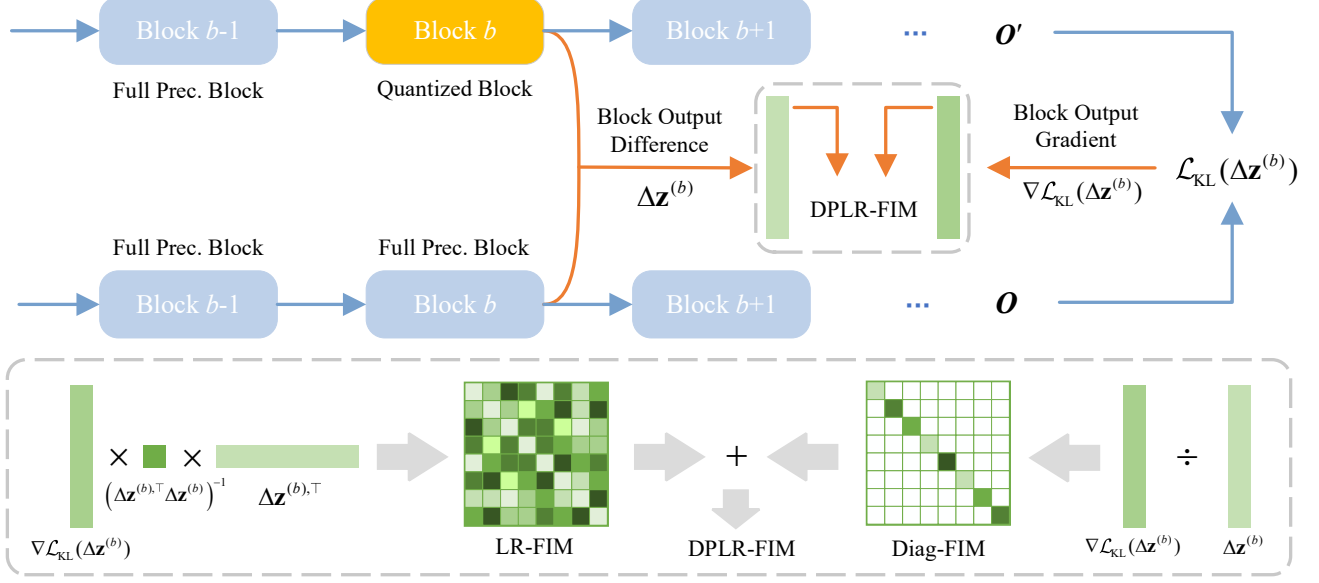 Block b-1
Block b
Block b+1
...
O'
Full Prec. Block
Quantized Block
Block Output
Difference
Δz^(b)
DPLR-FIM
Block Output
Gradient
∇ℒ_KL(Δz^(b))
ℒ_KL(Δz^(b))
Full Prec. Block
Full Prec. Block
Block b-1
Block b
Block b+1
...
O
× ×
(Δz^(b),⊤ Δz^(b))^-1
Δz^(b),⊤
∇ℒ_KL(Δz^(b))
LR-FIM
+
DPLR-FIM
Diag-FIM
÷
∇ℒ_KL(Δz^(b))
Δz^(b)